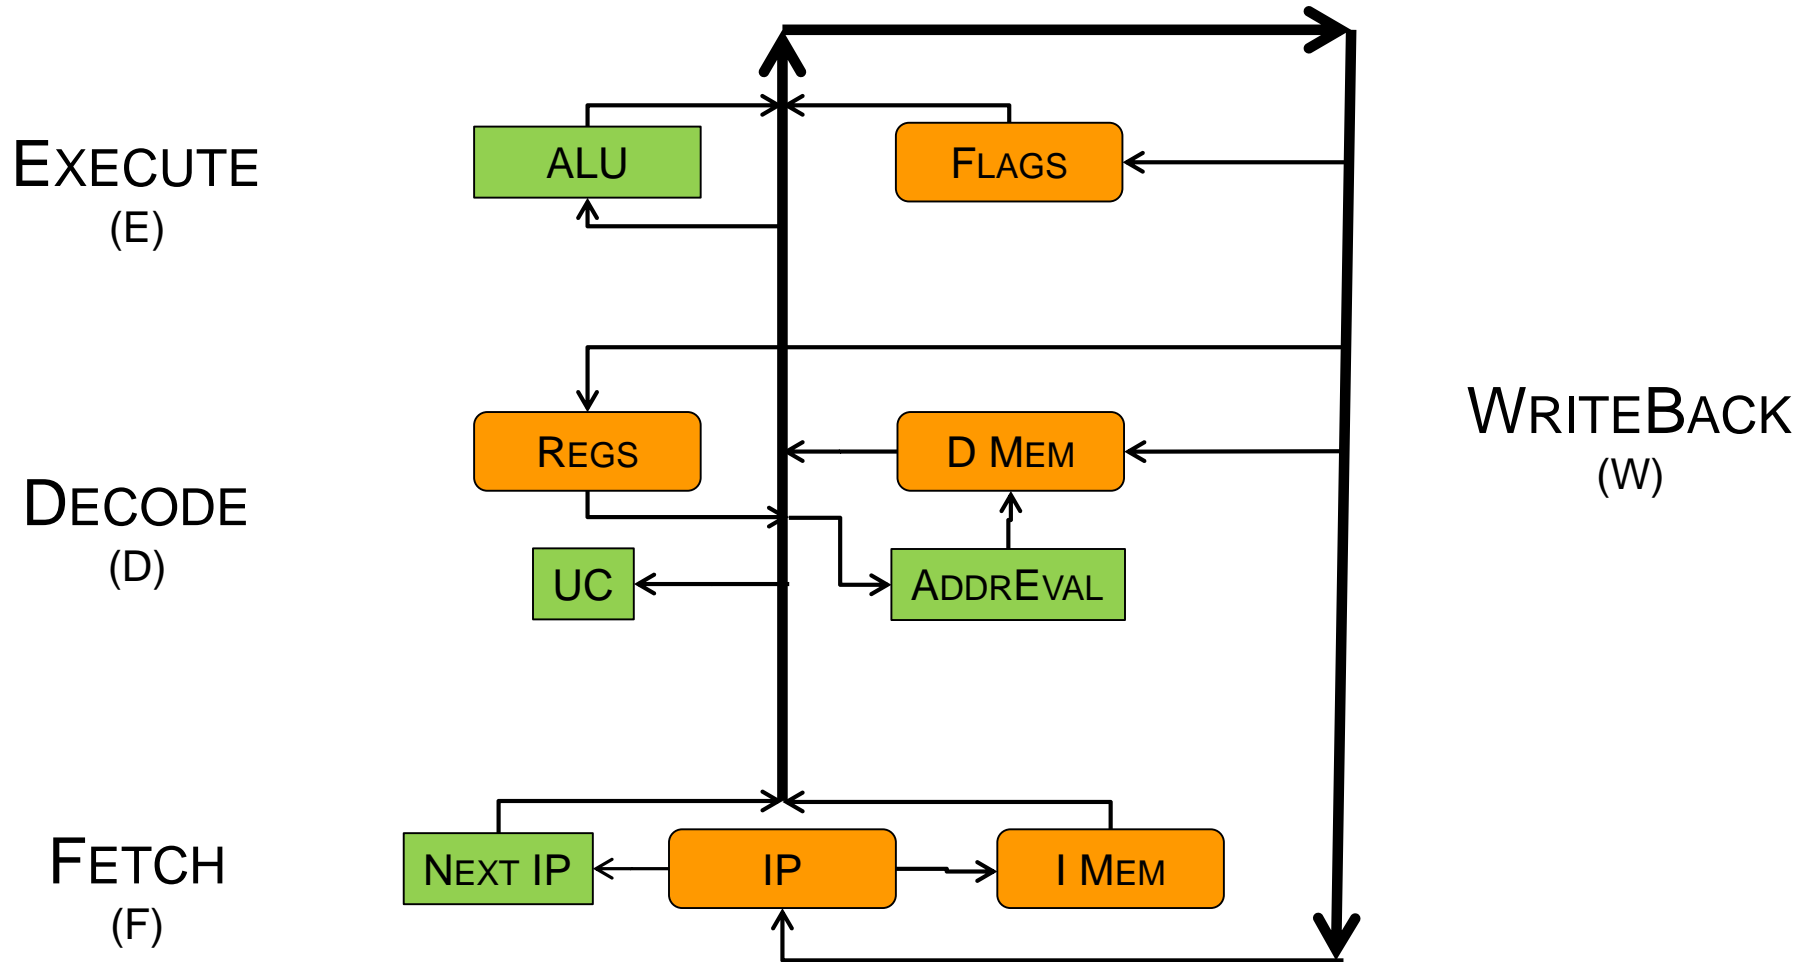 EXECUTE
(E)
ALU
FLAGS
REGS
D MEM
WRITEBACK
(W)
DECODE
(D)
UC
ADDREVAL
FETCH
(F)
NEXT IP
IP
I MEM